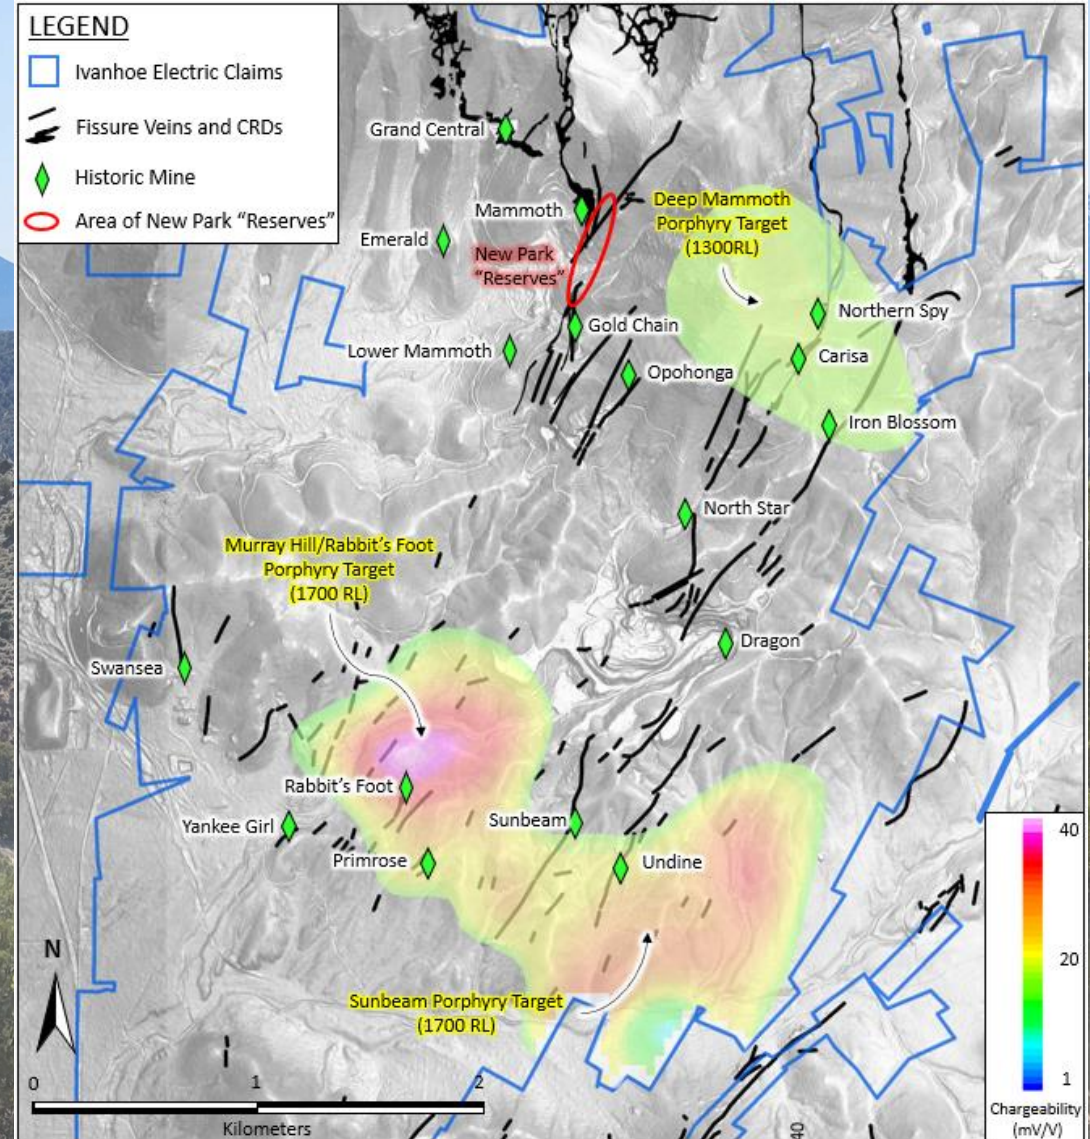 LEGEND
Ivanhoe Electric Claims
Fissure Veins and CRDs
Historic Mine
Area of New Park “Reserves”
Grand Central
Mammoth
Emerald
New Park
“Reserves”
Deep Mammoth
Porphyry Target
(1300RL)
Northern Spy
Gold Chain
Lower Mammoth
Carisa
Opohonga
Iron Blossom
North Star
Murray Hill/Rabbit’s Foot
Porphyry Target
(1700 RL)
Dragon
Swansea
Rabbit’s Foot
Yankee Girl
Sunbeam
Primrose
Undine
Sunbeam Porphyry Target
(1700 RL)
N
0 1 2
Kilometers
40
20
1
Chargeability
(mV/V)
40